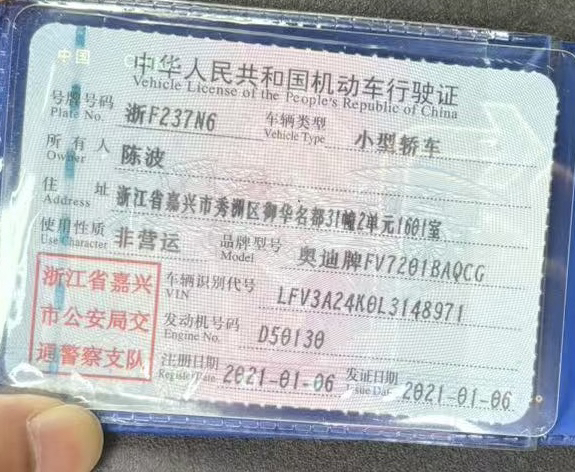 中国
中华人民共和国机动车行驶证
Vehicle License of the People's Republic of China
号牌号码 浙F237N6 车辆类型 小型轿车
Plate No. Vehicle Type
所有人 陈波
Owner
住址 浙江省嘉兴市秀洲区御华名都31幢2单元1601室
Address
使用性质 非营运 品牌型号 奥迪牌FV7201BAQCG
Use Character Model
浙江省嘉兴
市公安局交
通警察支队
车辆识别代号 LFV3A24K0L3148971
VIN
发动机号码 D50130
Engine No.
注册日期 2021-01-06 发证日期 2021-01-06
Register Date Issue Date